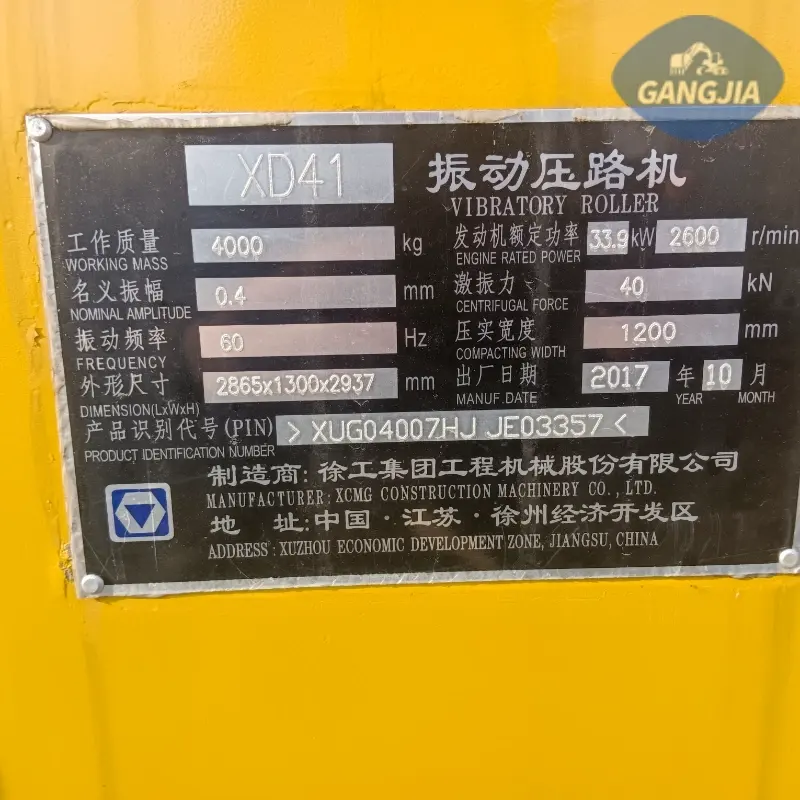 GANGJIA
XD41 振动压路机
VIBRATORY ROLLER
工作质量 4000 kg 发动机额定功率 33.9 kW 2600 r/min
WORKING MASS ENGINE RATED POWER
名义振幅 0.4 mm 激振力 40 kN
NOMINAL AMPLITUDE CENTRIFUGAL FORCE
振动频率 60 Hz 压实宽度 1200 mm
FREQUENCY COMPACTING WIDTH
外形尺寸 2865x1300x2937 mm 出厂日期 2017 年 10 月
DIMENSION(LxWxH) MANUF.DATE YEAR MONTH
产品识别代号(PIN) >XUG04007HJ JE03357<
PRODUCT IDENTIFICATION NUMBER
制造商:徐工集团工程机械股份有限公司
MANUFACTURER:XCMG CONSTRUCTION MACHINERY CO., LTD.
地 址:中国·江苏·徐州经济开发区
ADDRESS:XUZHOU ECONOMIC DEVELOPMENT ZONE, JIANGSU, CHINA